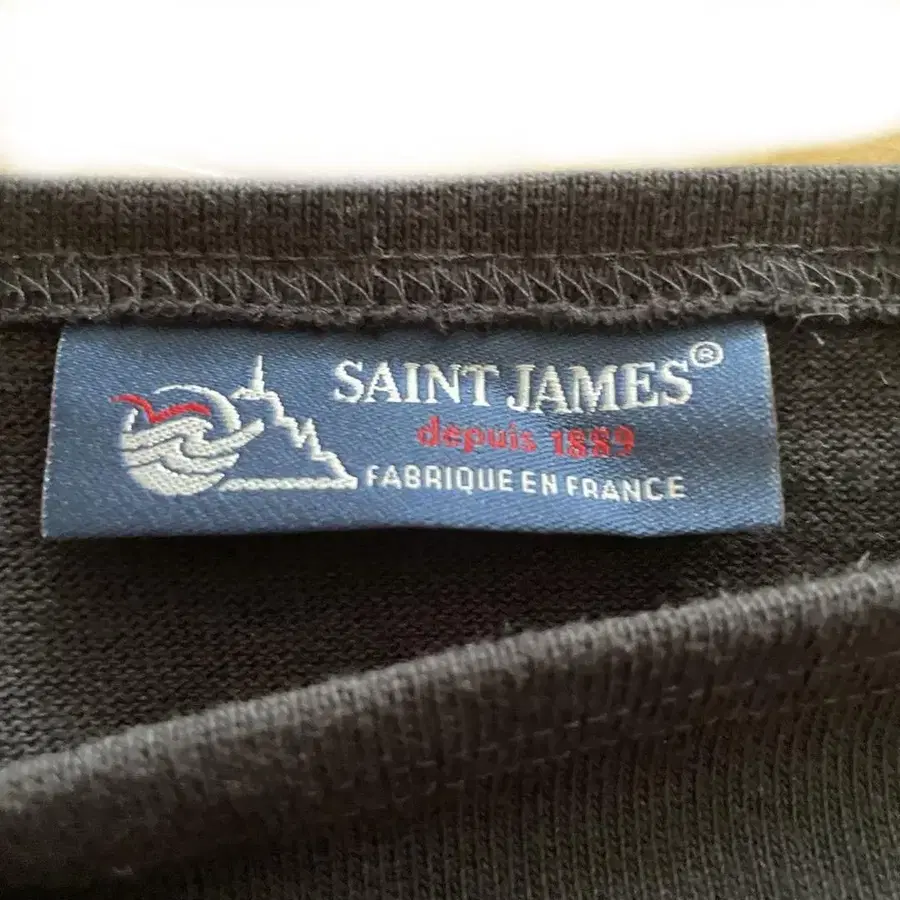 SAINT JAMES®
depuis 1889
FABRIQUE EN FRANCE